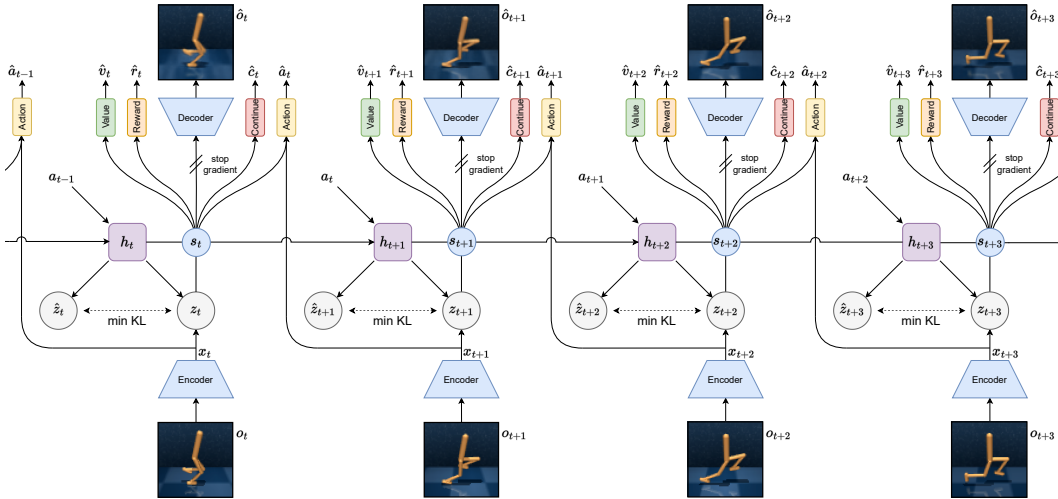 ô_t ô_{t+1} ô_{t+2} ô_{t+3}
â_{t-1} v̂_t r̂_t ĉ_t â_t v̂_{t+1} r̂_{t+1} ĉ_{t+1} â_{t+1} v̂_{t+2} r̂_{t+2} ĉ_{t+2} â_{t+2} v̂_{t+3} r̂_{t+3} ĉ_{t+3}
Action Value Reward Decoder Continue Action Value Reward Decoder Continue Action Value Reward Decoder Continue Action Value Reward Decoder Continue
stop stop stop stop
gradient gradient gradient gradient
a_{t-1} a_t a_{t+1} a_{t+2}
h_t s_t h_{t+1} s_{t+1} h_{t+2} s_{t+2} h_{t+3} s_{t+3}
ẑ_t z_t ẑ_{t+1} z_{t+1} ẑ_{t+2} z_{t+2} ẑ_{t+3} z_{t+3}
min KL min KL min KL min KL
x_t x_{t+1} x_{t+2} x_{t+3}
Encoder Encoder Encoder Encoder
o_t o_{t+1} o_{t+2} o_{t+3}